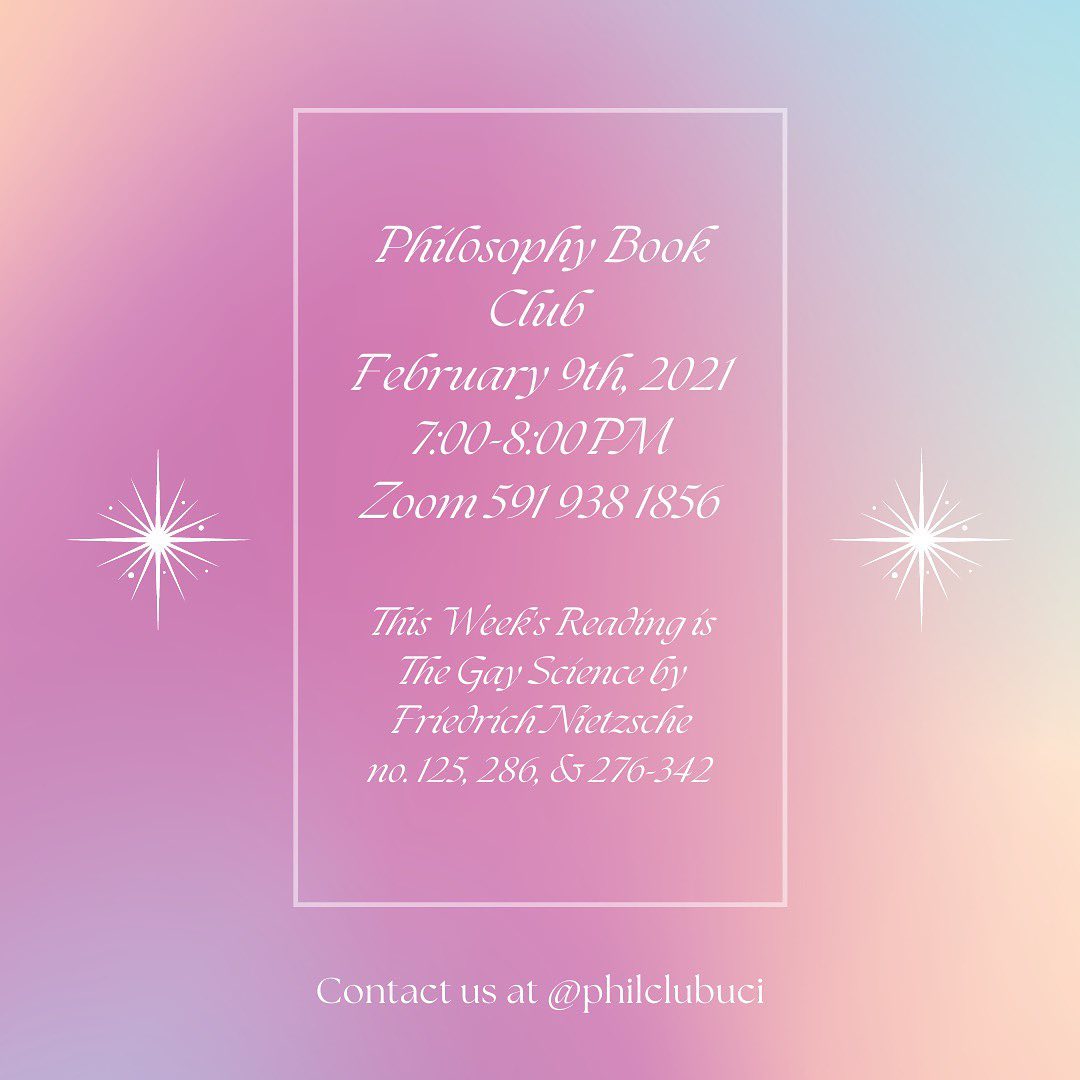 Philosophy Book
Club
February 9th, 2021
7:00-8:00PM
Zoom 591 938 1856
This Week's Reading is
The Gay Science by
Friedrich Nietzsche
no. 125, 286, & 276-342
Contact us at @philclubuci